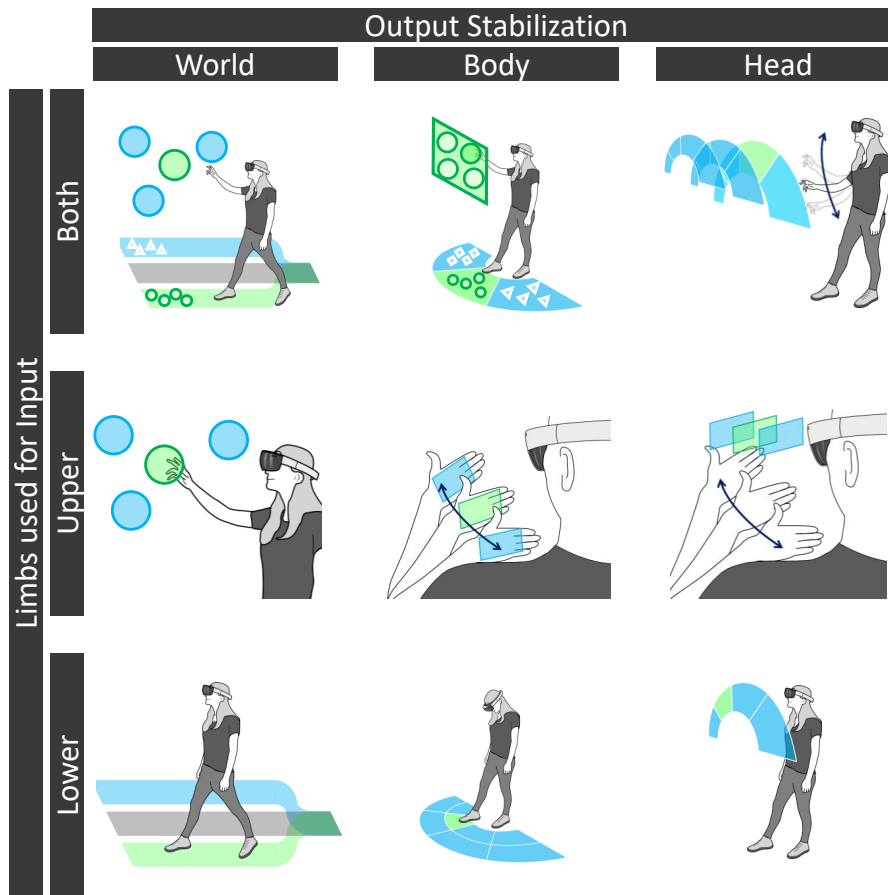 Output Stabilization
World
Body
Head
Limbs used for Input
Both
Upper
Lower